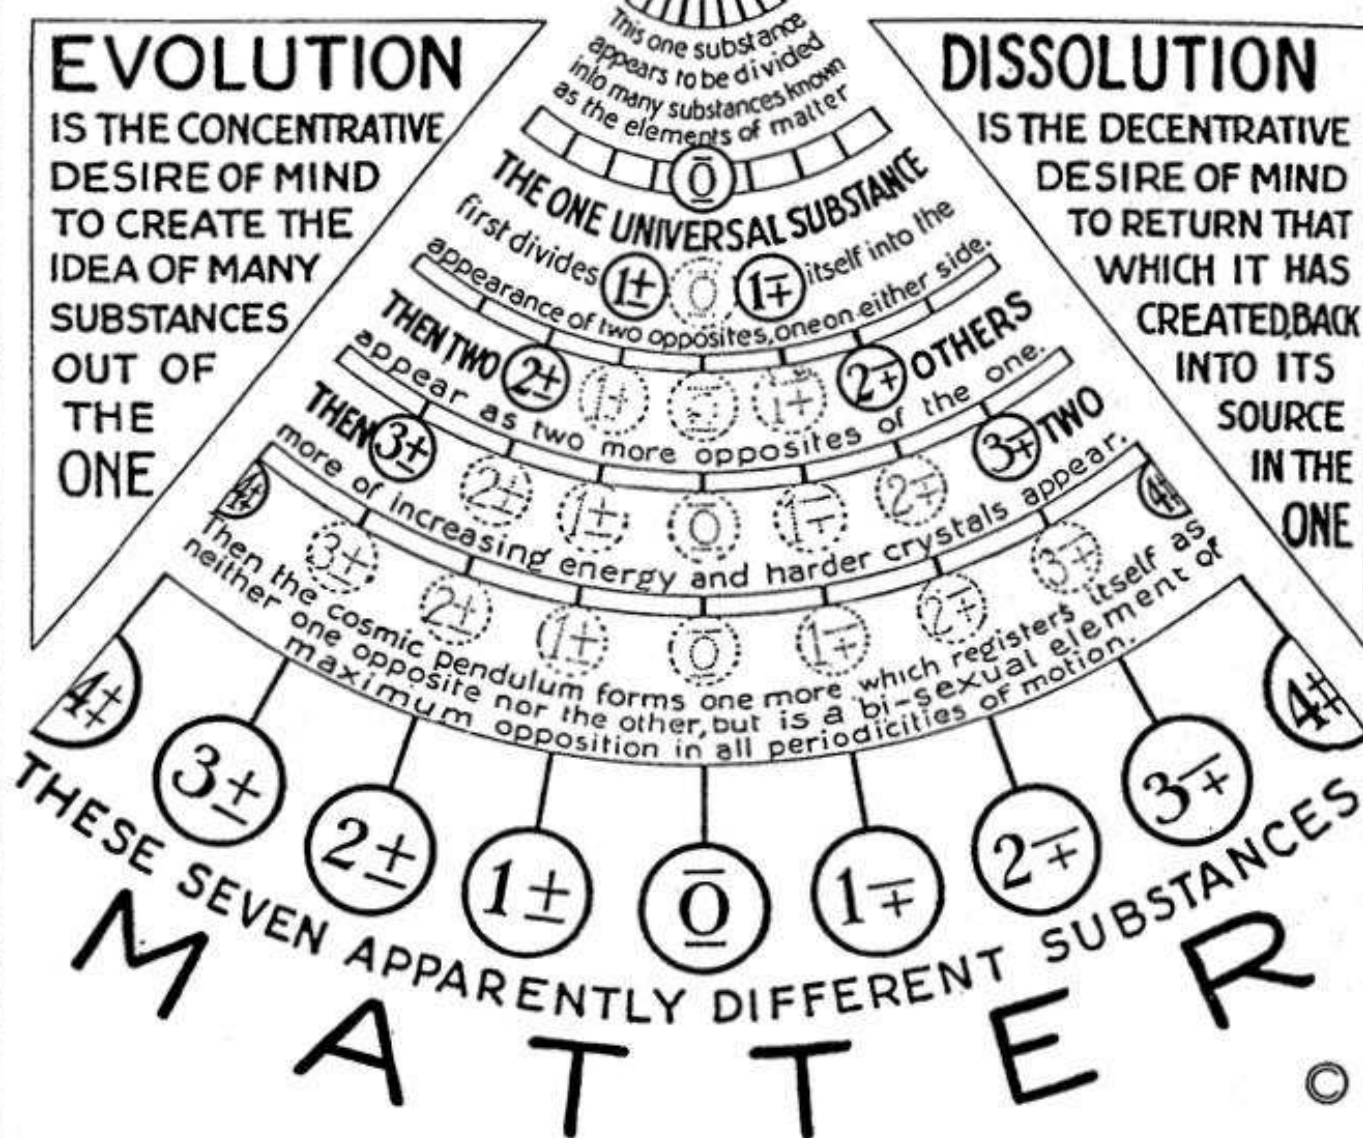 EVOLUTION
IS THE CONCENTRATIVE
DESIRE OF MIND
TO CREATE THE
IDEA OF MANY
SUBSTANCES
OUT OF
THE
ONE
This one substance
appears to be divided
into many substances known
as the elements of matter
0
THE ONE UNIVERSAL SUBSTANCE
first divides 1± 0 1∓ itself into the
appearance of two opposites, one on either side.
THEN TWO 2± 1± 0 1∓ 2∓ OTHERS
appear as two more opposites of the one.
THEN 3± 2± 1± 0 1∓ 2∓ 3∓ TWO
more of increasing energy and harder crystals appear.
4± 3± 2± 1± 0 1∓ 2∓ 3∓ 4∓
Then the cosmic pendulum forms one more which registers itself as
neither one opposite nor the other, but is a bi-sexual element of
maximum opposition in all periodicities of motion.
4± 3± 2± 1± 0 1∓ 2∓ 3∓ 4∓
THESE SEVEN APPARENTLY DIFFERENT SUBSTANCES
MATTER
DISSOLUTION
IS THE DECENTRATIVE
DESIRE OF MIND
TO RETURN THAT
WHICH IT HAS
CREATED, BACK
INTO ITS
SOURCE
IN THE
ONE
©